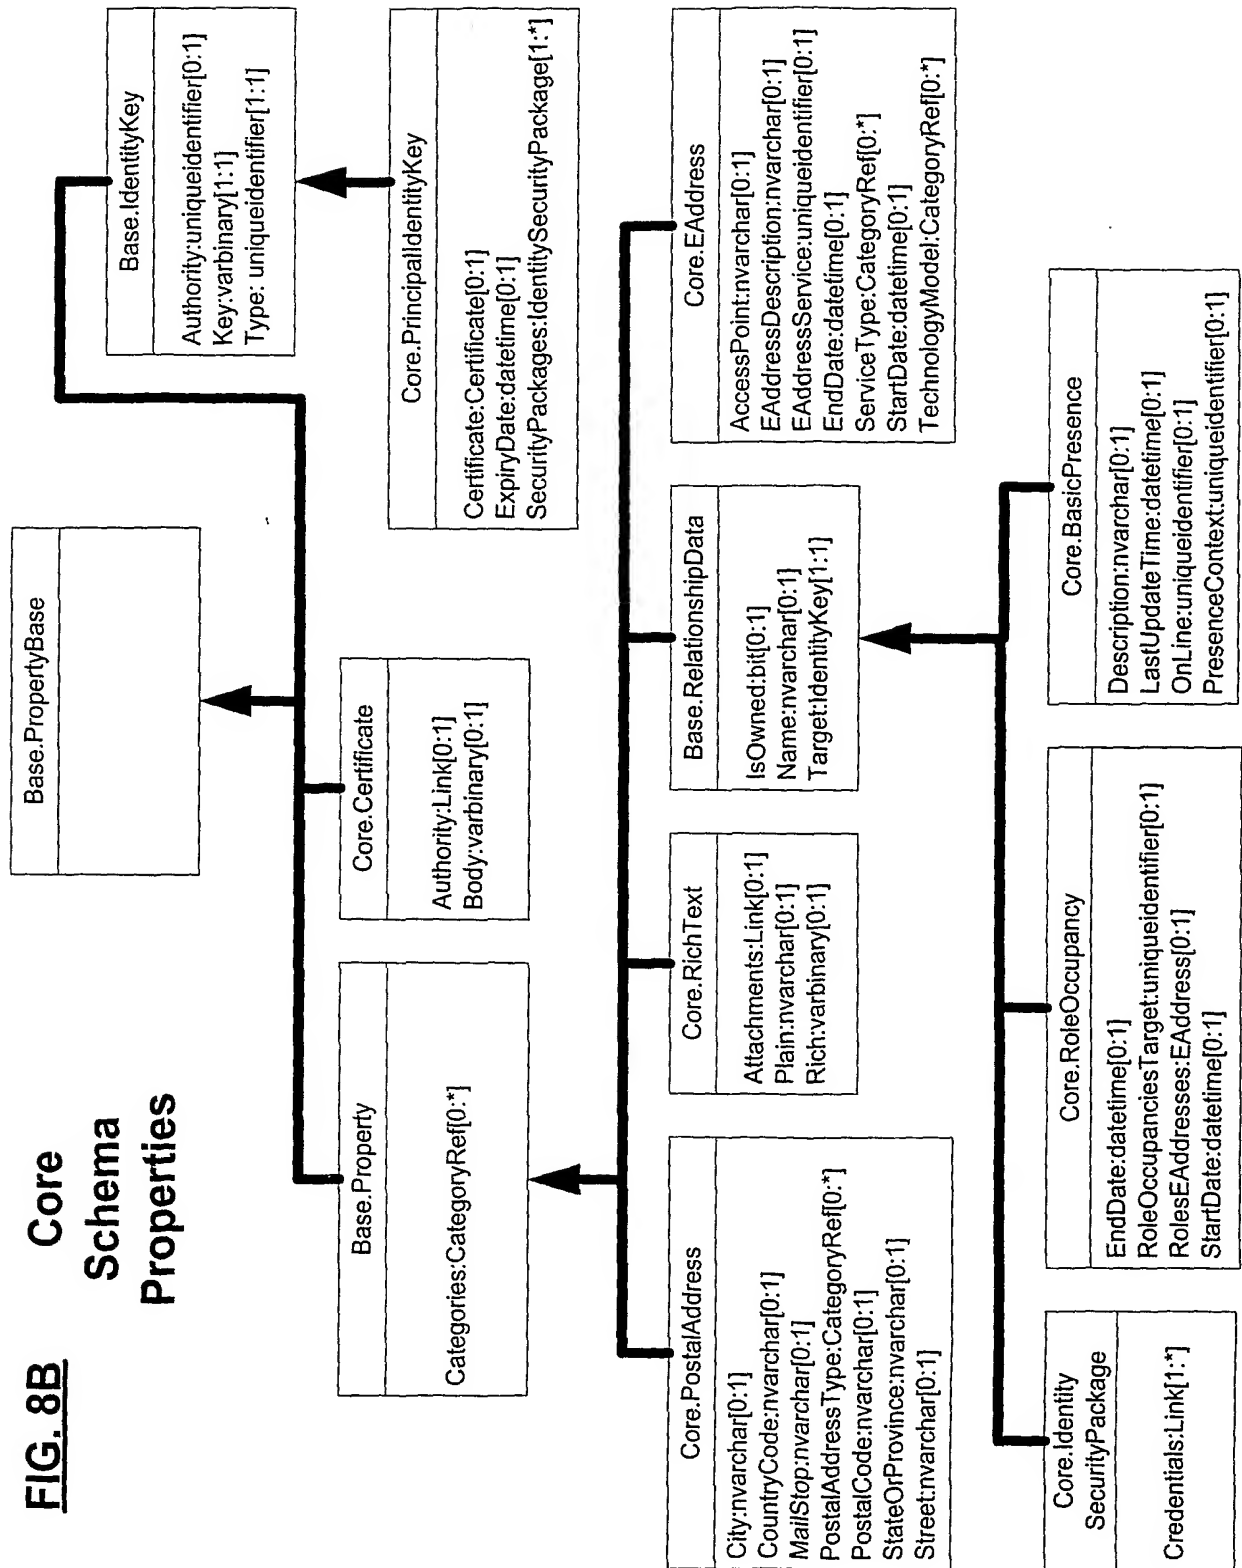 FIG. 8B
Core
Schema
Properties
Base.PropertyBase
Base.Property
Categories:CategoryRef[0:*]
Core.Certificate
Authority:Link[0:1]
Body:varbinary[0:1]
Base.IdentityKey
Authority:uniqueidentifier[0:1]
Key:varbinary[1:1]
Type: uniqueidentifier[1:1]
Core.PrincipalIdentityKey
Certificate:Certificate[0:1]
ExpiryDate:datetime[0:1]
SecurityPackages:IdentitySecurityPackage[1:*]
Core.PostalAddress
City:nvarchar[0:1]
CountryCode:nvarchar[0:1]
MailStop:nvarchar[0:1]
PostalAddressType:CategoryRef[0:*]
PostalCode:nvarchar[0:1]
StateOrProvince:nvarchar[0:1]
Street:nvarchar[0:1]
Core.RichText
Attachments:Link[0:1]
Plain:nvarchar[0:1]
Rich:varbinary[0:1]
Base.RelationshipData
IsOwned:bit[0:1]
Name:nvarchar[0:1]
Target:IdentityKey[1:1]
Core.EAddress
AccessPoint:nvarchar[0:1]
EAddressDescription:nvarchar[0:1]
EAddressService:uniqueidentifier[0:1]
EndDate:datetime[0:1]
ServiceType:CategoryRef[0:*]
StartDate:datetime[0:1]
TechnologyModel:CategoryRef[0:*]
Core.Identity
SecurityPackage
Credentials:Link[1:*]
Core.RoleOccupancy
EndDate:datetime[0:1]
RoleOccupanciesTarget:uniqueidentifier[0:1]
RolesEAddresses:EAddress[0:1]
StartDate:datetime[0:1]
Core.BasicPresence
Description:nvarchar[0:1]
LastUpdateTime:datetime[0:1]
OnLine:uniqueidentifier[0:1]
PresenceContext:uniqueidentifier[0:1]